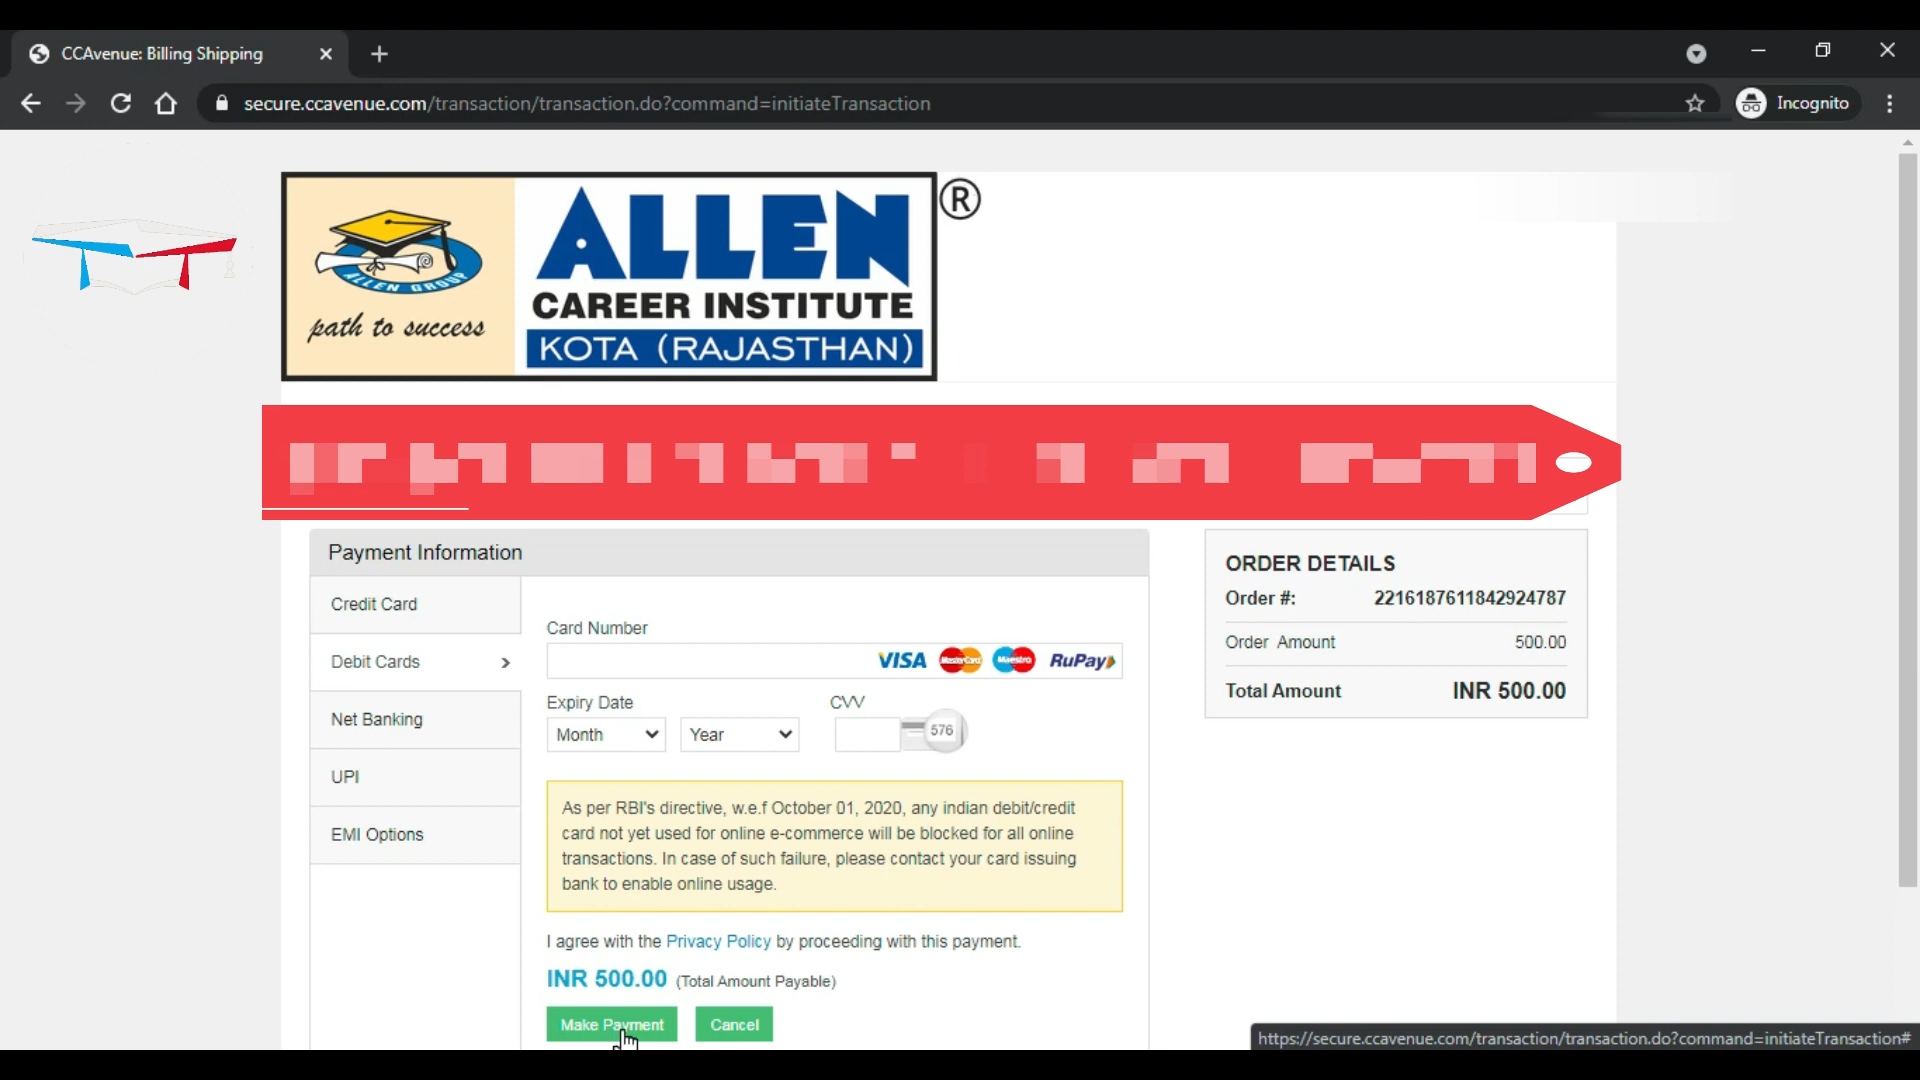 CCAvenue: Billing Shipping
secure.ccavenue.com/transaction/transaction.do?command=initiateTransaction
Incognito
ALLEN GROUP
path to success
ALLEN®
CAREER INSTITUTE
KOTA (RAJASTHAN)
Payment Information
Credit Card
Debit Cards
Net Banking
UPI
EMI Options
Card Number
VISA MasterCard Maestro RuPay
Expiry Date CVV
Month Year 576
As per RBI's directive, w.e.f October 01, 2020, any indian debit/credit
card not yet used for online e-commerce will be blocked for all online
transactions. In case of such failure, please contact your card issuing
bank to enable online usage.
I agree with the Privacy Policy by proceeding with this payment.
INR 500.00 (Total Amount Payable)
Make Payment Cancel
ORDER DETAILS
Order #: 2216187611842924787
Order Amount 500.00
Total Amount INR 500.00
https://secure.ccavenue.com/transaction/transaction.do?command=initiateTransaction#